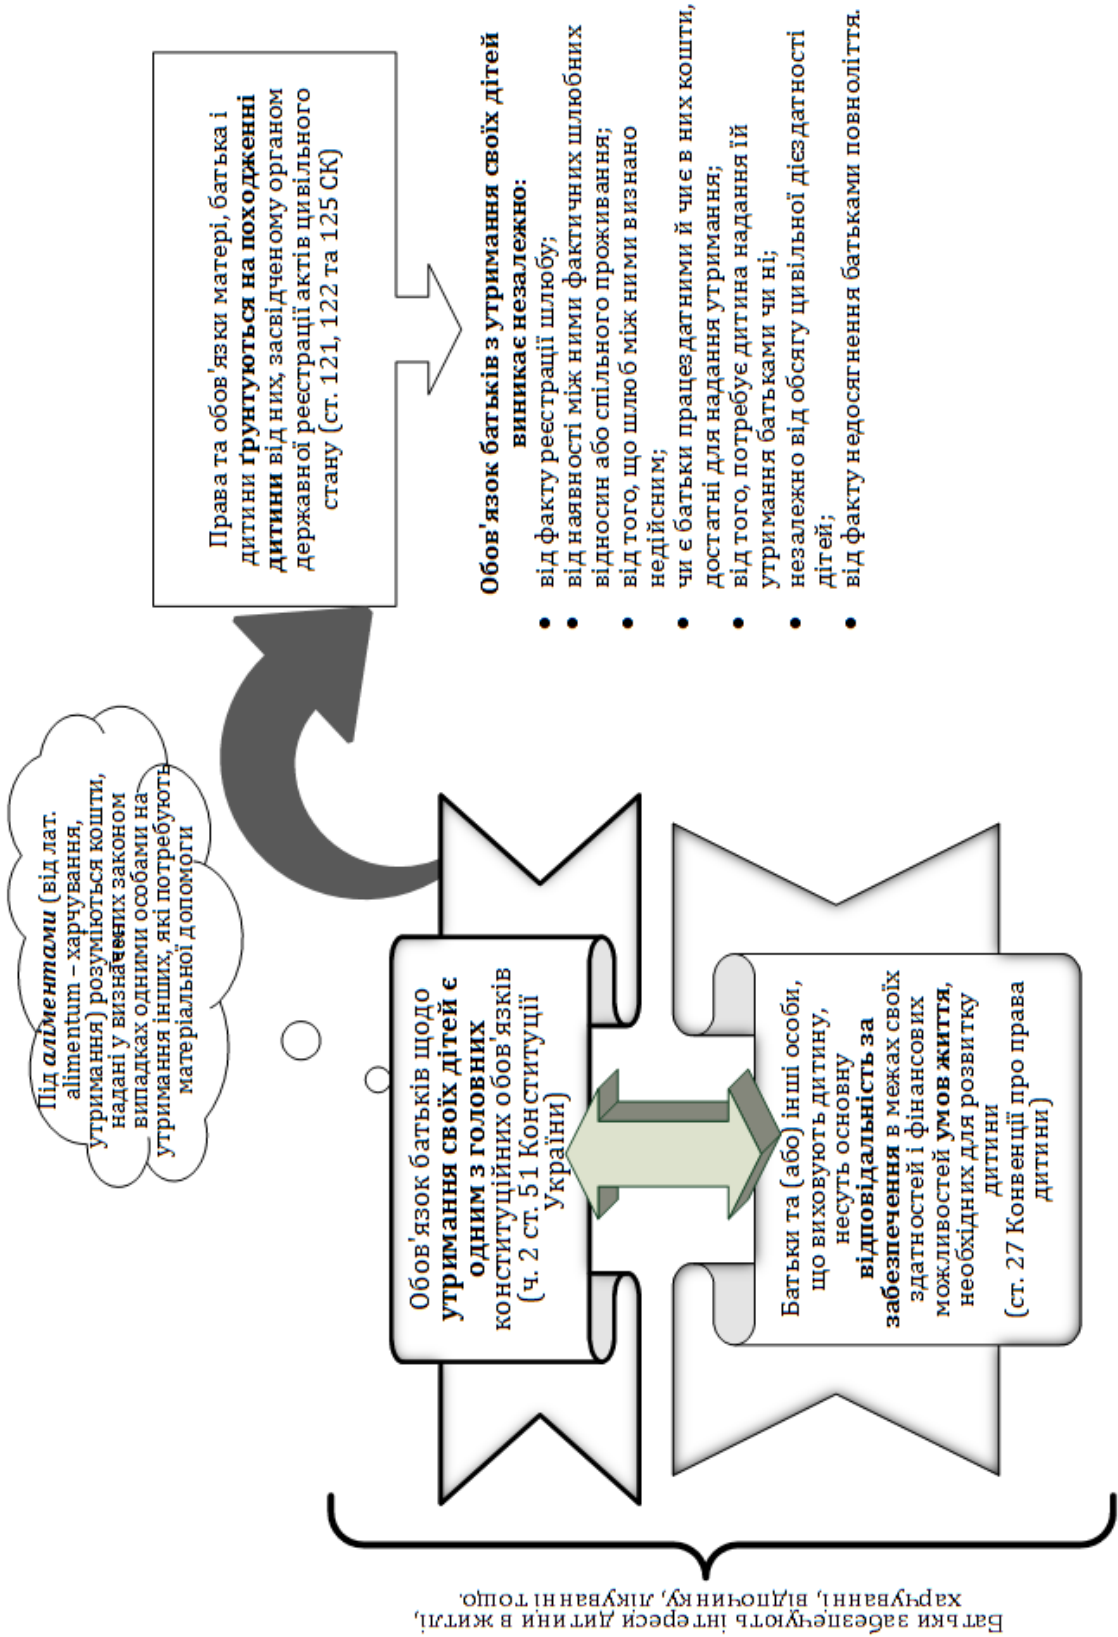 Під аліментами (від лат.
alimentum – харчування,
утримання) розуміються кошти,
надані у визначених законом
випадках одними особами на
утримання інших, які потребують
матеріальної допомоги
Обов'язок батьків щодо
утримання своїх дітей є
одним з головних
конституційних обов'язків
(ч. 2 ст. 51 Конституції
України)
Батьки та (або) інші особи,
що виховують дитину,
несуть основну
відповідальність за
забезпечення в межах своїх
здатностей і фінансових
можливостей умов життя,
необхідних для розвитку
дитини
(ст. 27 Конвенції про права
дитини)
Батьки забезпечують інтереси дитини в житлі,
харчуванні, відпочинку, лікуванні тощо.
Права та обов'язки матері, батька і
дитини ґрунтуються на походженні
дитини від них, засвідченому органом
державної реєстрації актів цивільного
стану (ст. 121, 122 та 125 СК)
Обов'язок батьків з утримання своїх дітей
виникає незалежно:
• від факту реєстрації шлюбу;
• від наявності між ними фактичних шлюбних
відносин або спільного проживання;
• від того, що шлюб між ними визнано
недійсним;
• чи є батьки працездатними й чи є в них кошти,
достатні для надання утримання;
• від того, потребує дитина надання їй
утримання батьками чи ні;
• незалежно від обсягу цивільної дієздатності
дітей;
• від факту недосягнення батьками повноліття.